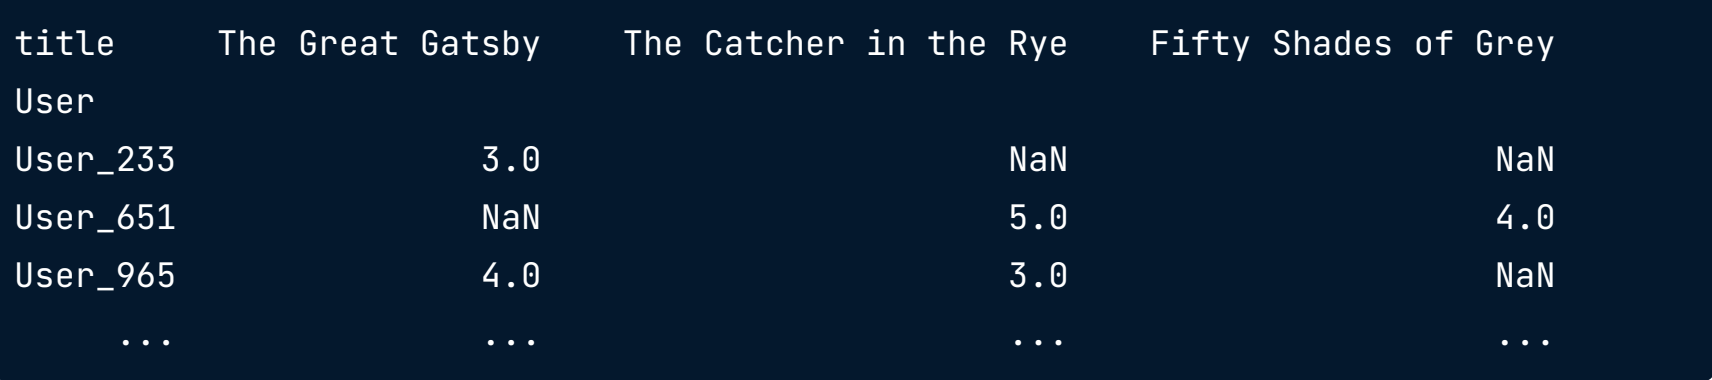 title The Great Gatsby The Catcher in the Rye Fifty Shades of Grey
User
User_233 3.0 NaN NaN
User_651 NaN 5.0 4.0
User_965 4.0 3.0 NaN
... ... ... ...